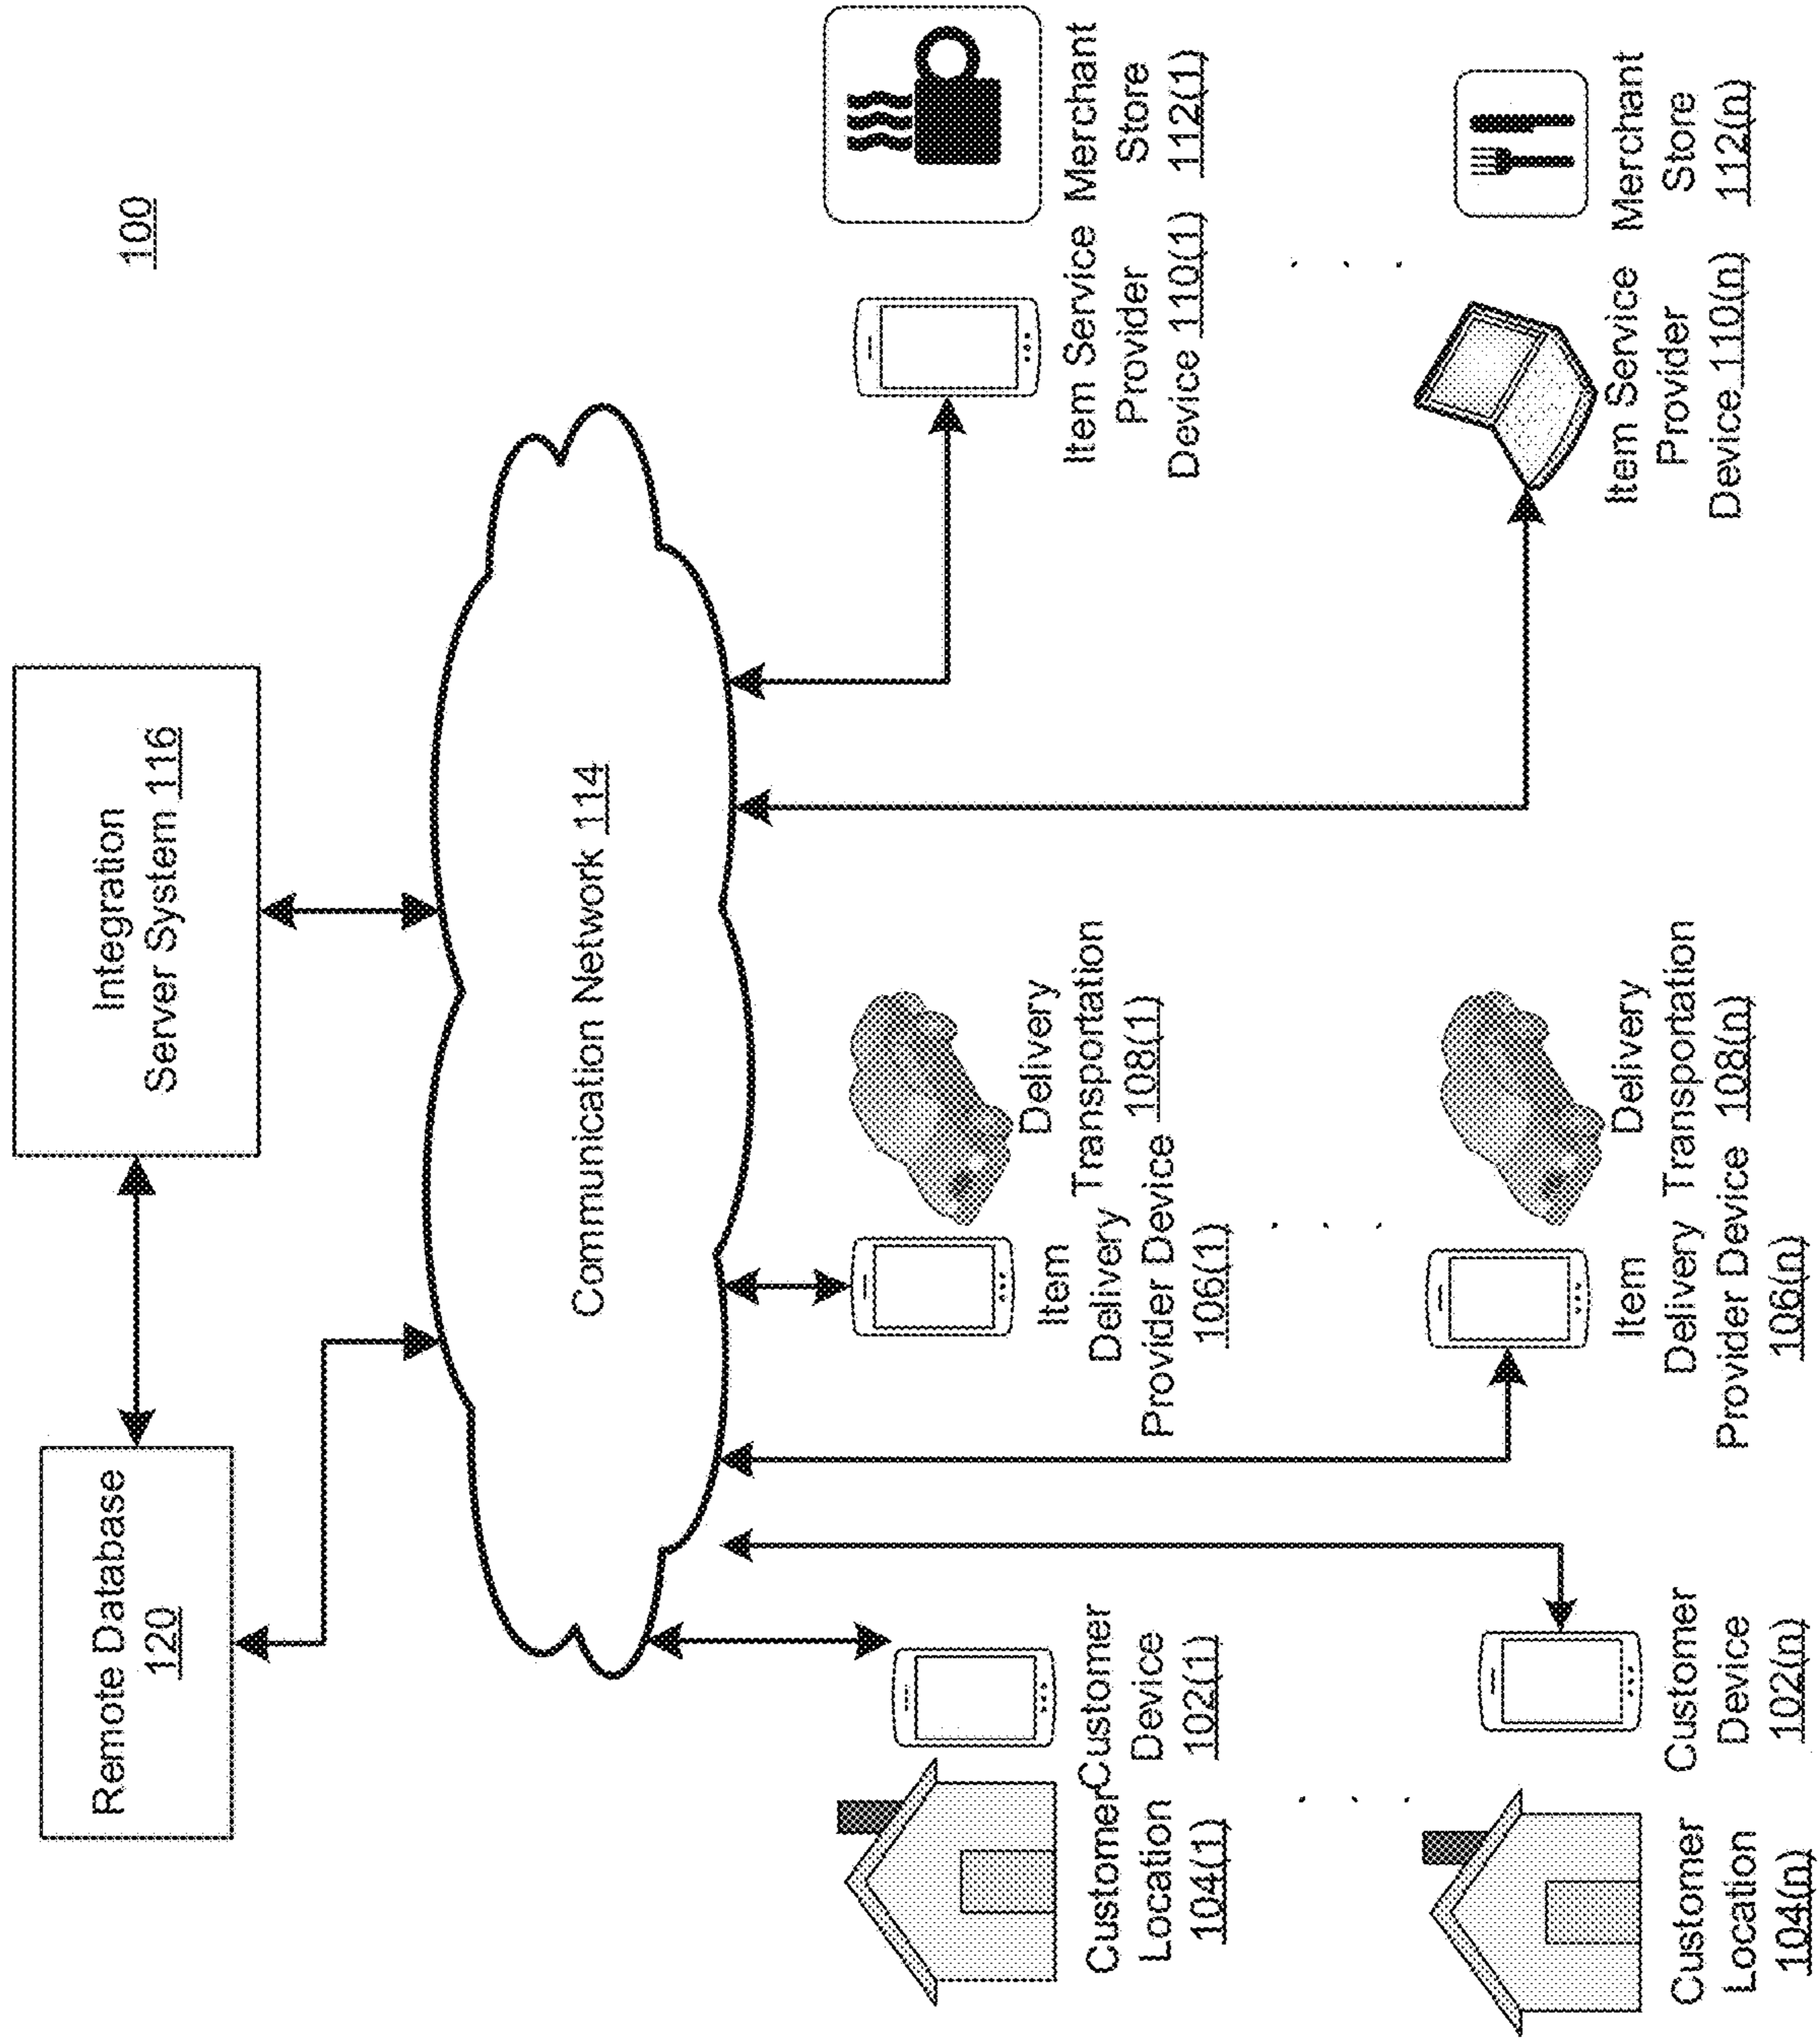 100
Remote Database
120
Integration
Server System 116
Communication Network 114
Customer
Location
104(1)
Customer
Device
102(1)
Item
Delivery
Provider Device
106(1)
Delivery
Transportation
108(1)
Item Service
Provider
Device 110(1)
Merchant
Store
112(1)
Customer
Location
104(n)
Customer
Device
102(n)
Item
Delivery
Provider Device
106(n)
Delivery
Transportation
108(n)
Item Service
Provider
Device 110(n)
Merchant
Store
112(n)